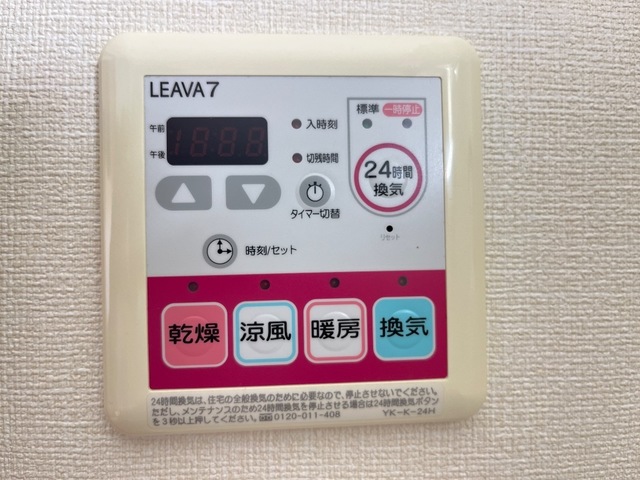 LEAVA7
標準 一時停止
午前 18:88 入時刻
午後 切残時間
24時間
換気
タイマー切替
リセット
時刻/セット
乾燥 涼風 暖房 換気
24時間換気は、住宅の全般換気のために必要なので、停止させないでください。
ただし、メンテナンスのため24時間換気を停止させる場合は24時間換気ボタン
を3秒以上押してください。 0120-011-408 YK-K-24H